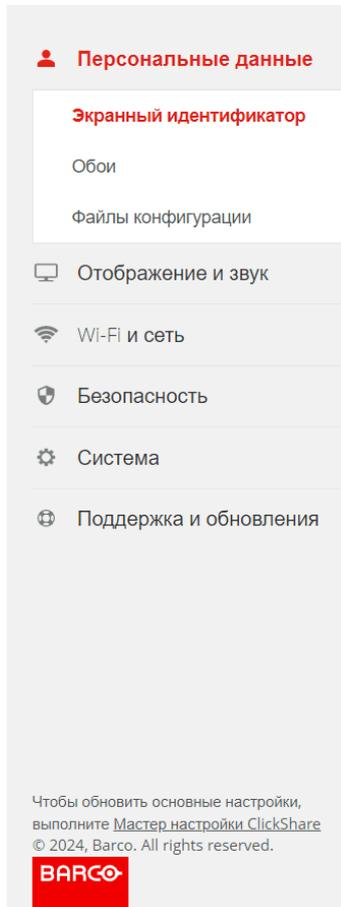 Персональные данные
Экранный идентификатор
Обои
Файлы конфигурации
Отображение и звук
Wi-Fi и сеть
Безопасность
Система
Поддержка и обновления
Чтобы обновить основные настройки,
выполните Мастер настройки ClickShare
© 2024, Barco. All rights reserved.
BARCO